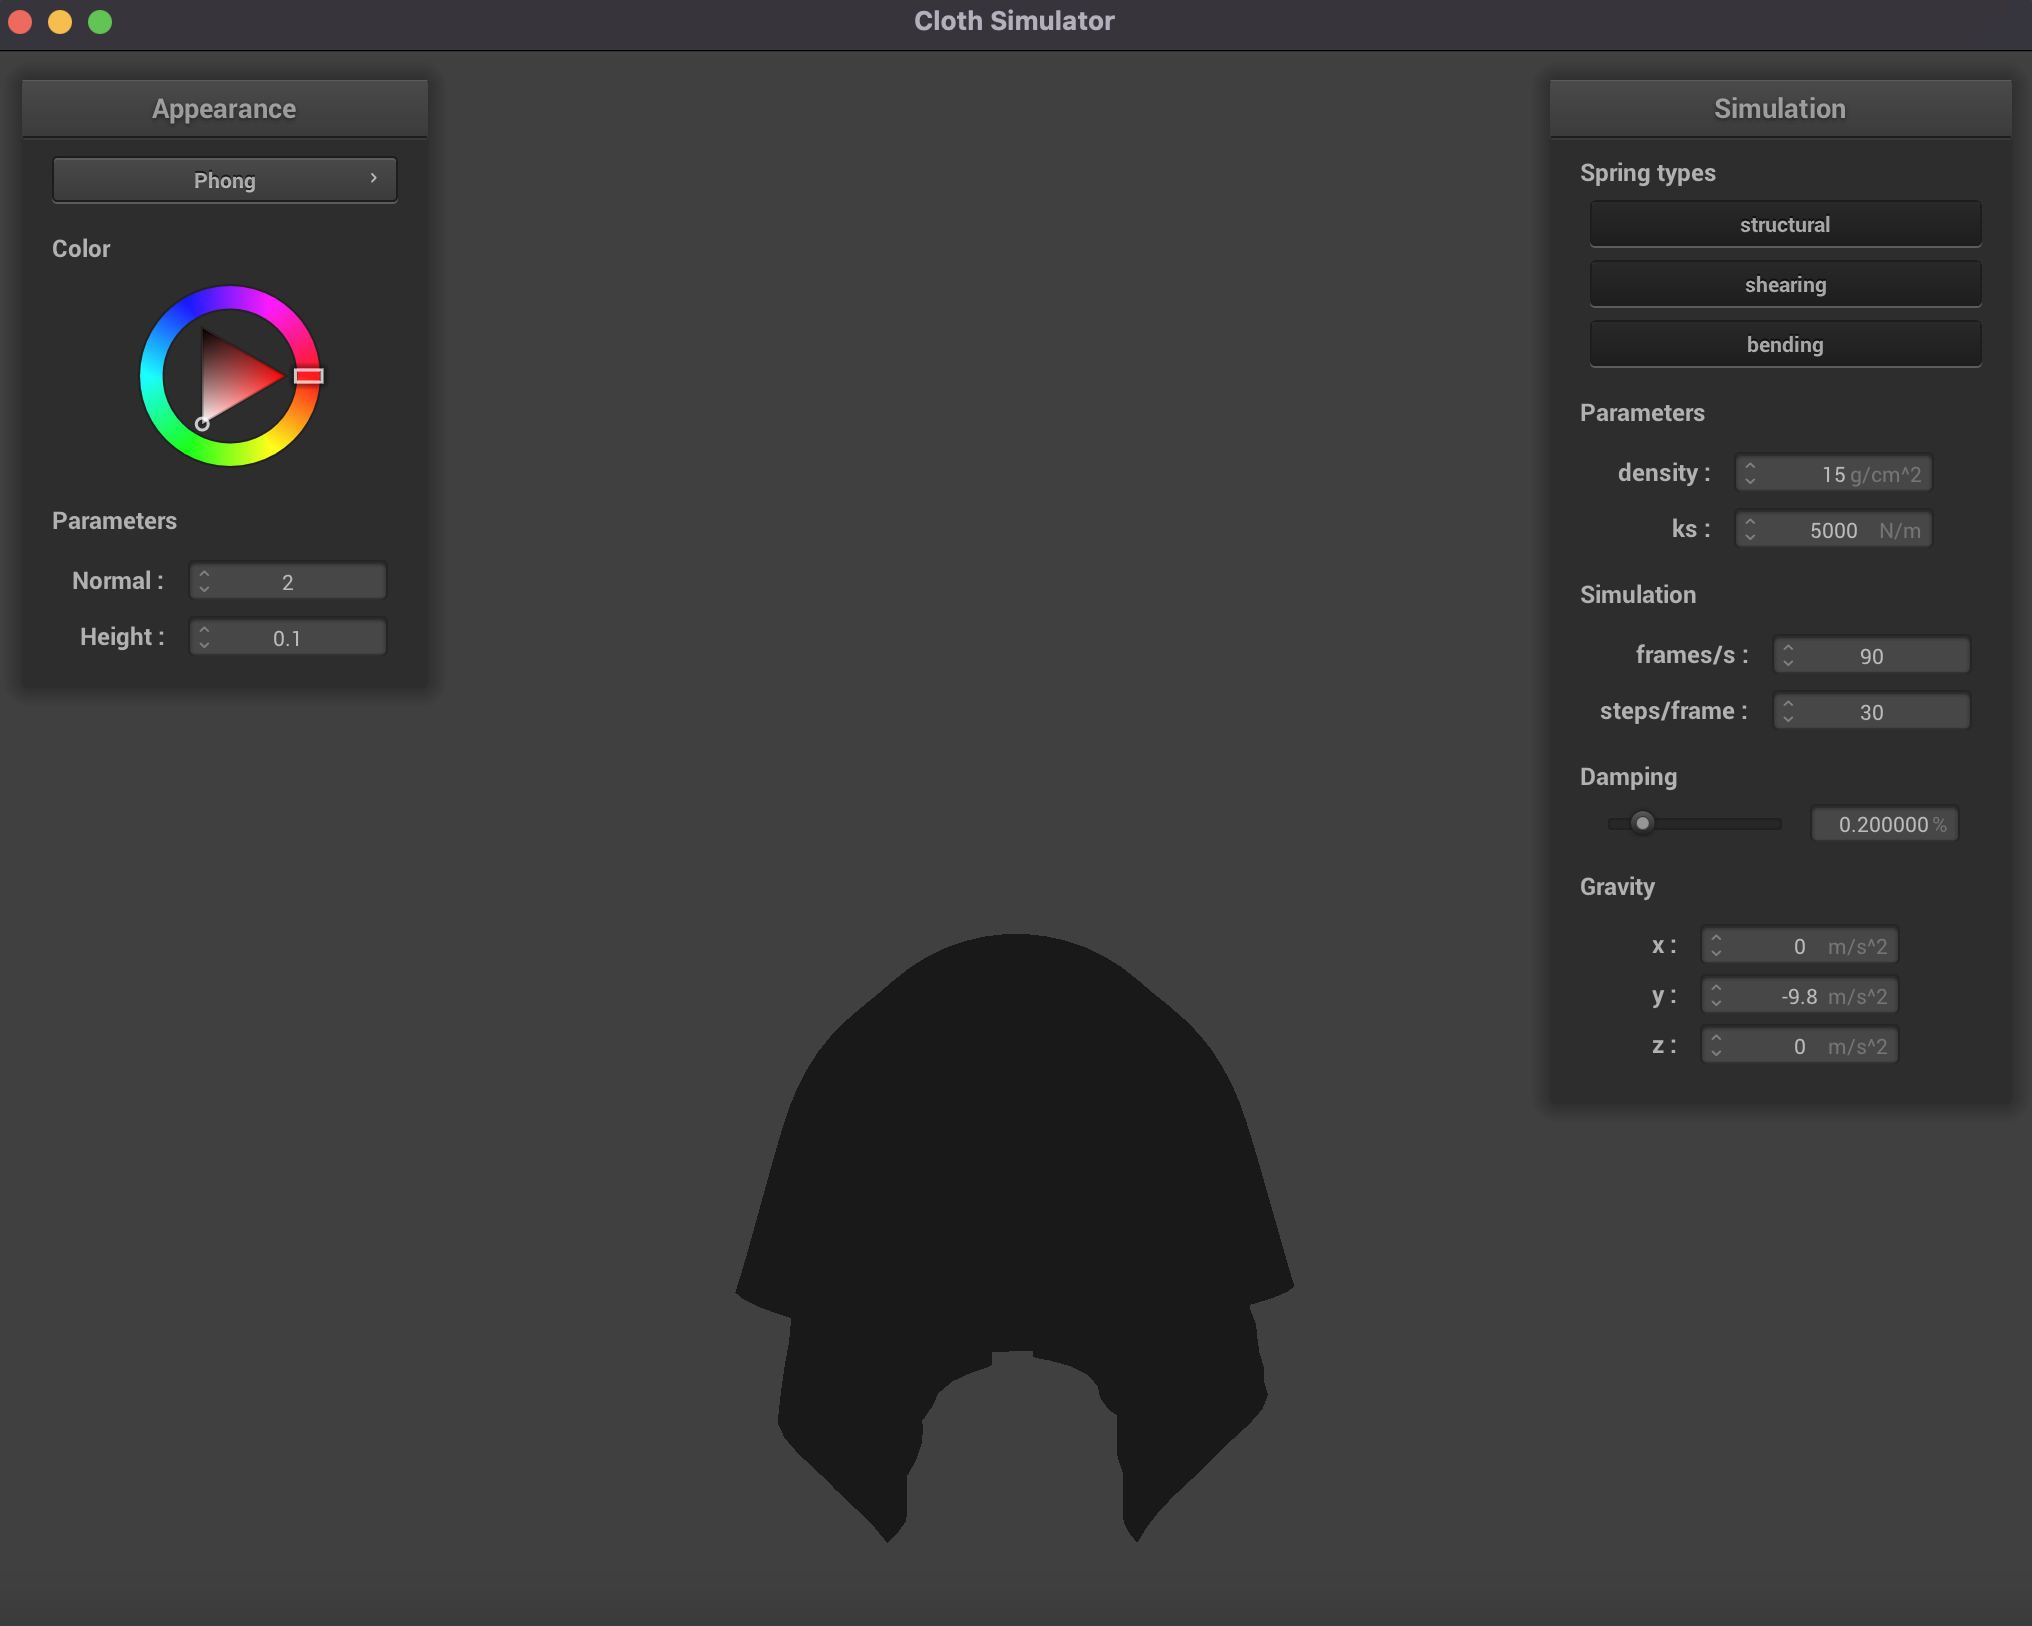 Cloth Simulator
Appearance
Phong
Color
Parameters
Normal : 2
Height : 0.1
Simulation
Spring types
structural
shearing
bending
Parameters
density : 15 g/cm^2
ks : 5000 N/m
Simulation
frames/s : 90
steps/frame : 30
Damping
0.200000 %
Gravity
x : 0 m/s^2
y : -9.8 m/s^2
z : 0 m/s^2